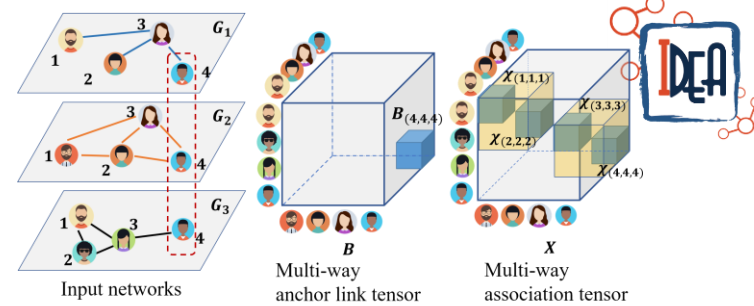 3
G₁
1
2
4
3
G₂
1
2
4
G₃
1
3
2
4
Input networks
B(4,4,4)
B
Multi-way
anchor link tensor
χ(1,1,1)
χ(3,3,3)
χ(2,2,2)
χ(4,4,4)
X
Multi-way
association tensor
IDEA